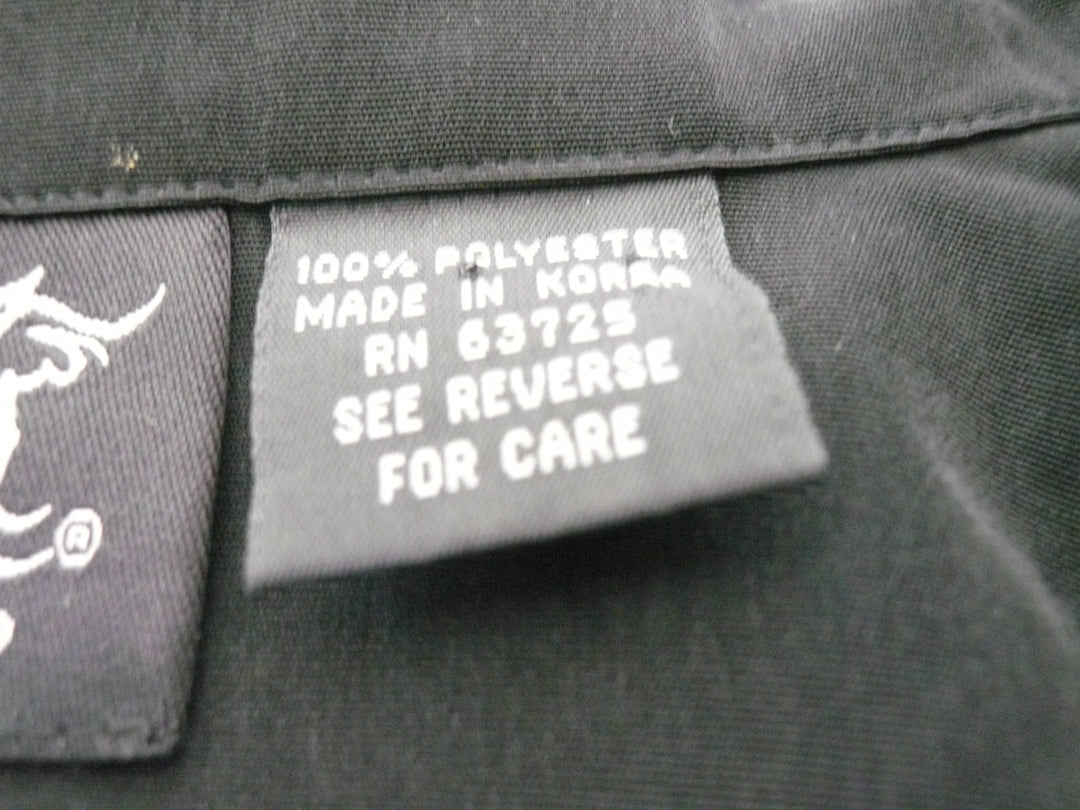 100% POLYESTER
MADE IN KOREA
RN 63725
SEE REVERSE
FOR CARE
®